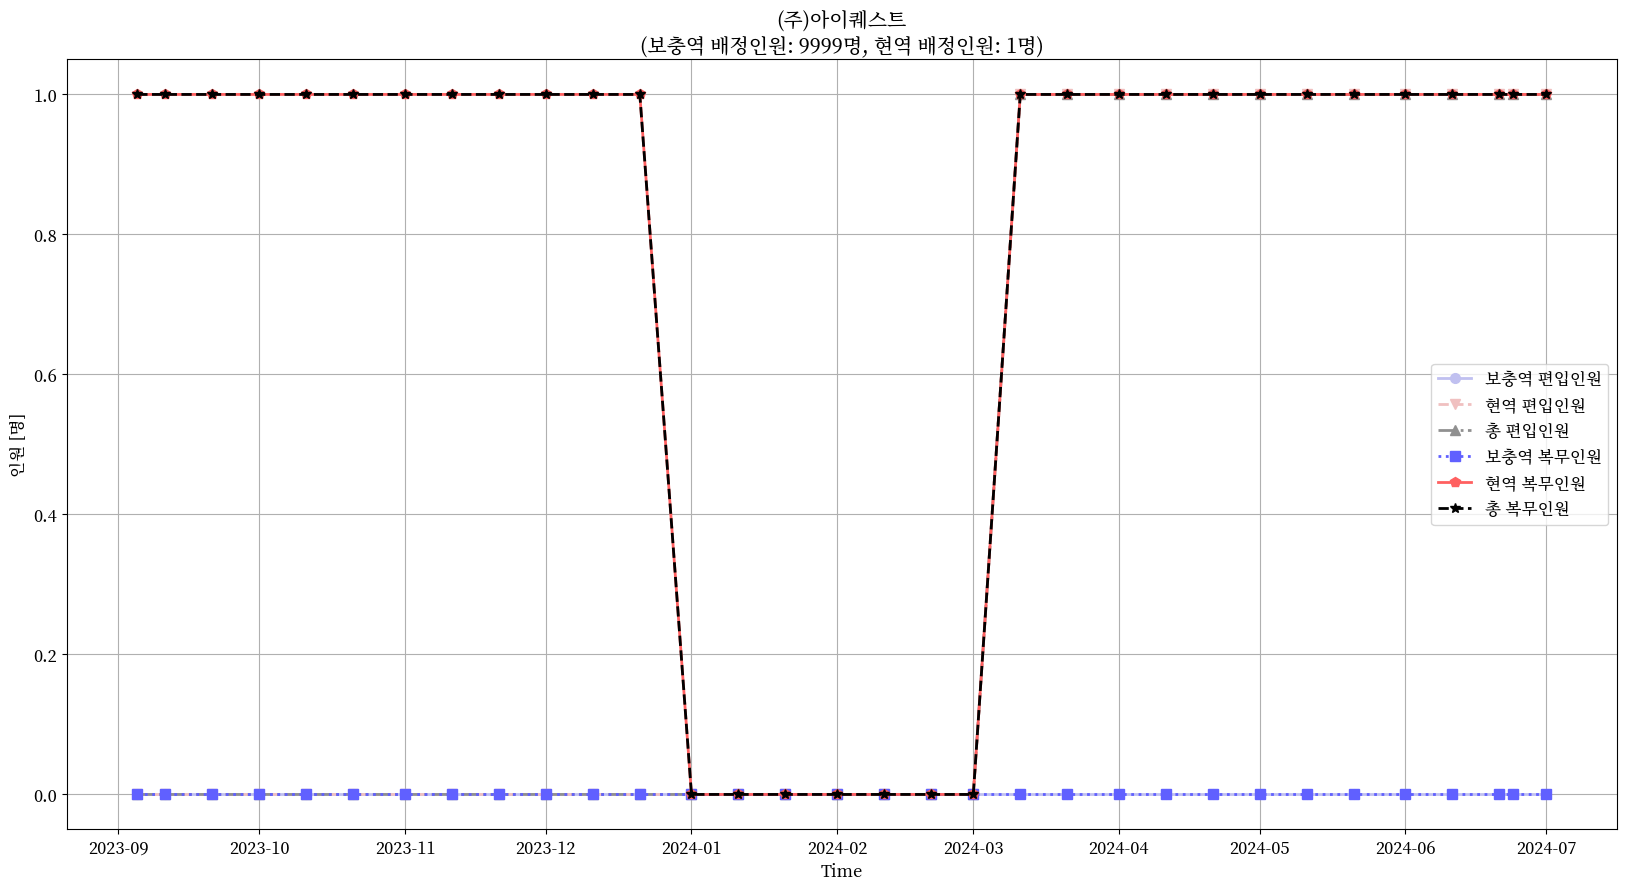 (주)아이퀘스트
(보충역 배정인원: 9999명, 현역 배정인원: 1명)
인원 [명]
1.0
0.8
0.6
0.4
0.2
0.0
보충역 편입인원
현역 편입인원
총 편입인원
보충역 복무인원
현역 복무인원
총 복무인원
2023-09 2023-10 2023-11 2023-12 2024-01 2024-02 2024-03 2024-04 2024-05 2024-06 2024-07
Time